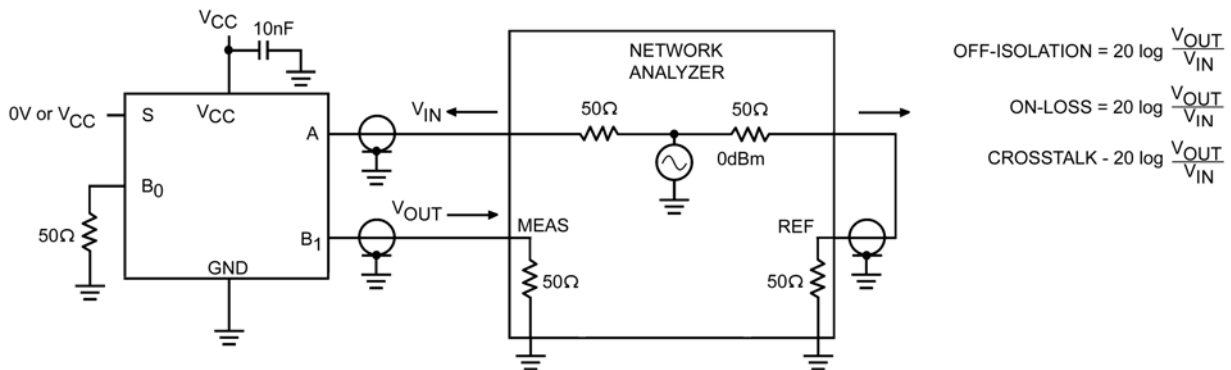 VCC
10nF
0V or VCC
S
VCC
A
B0
50Ω
B1
GND
VIN
VOUT
NETWORK
ANALYZER
50Ω
50Ω
0dBm
MEAS
REF
50Ω
50Ω
OFF-ISOLATION = 20 log VOUT/VIN
ON-LOSS = 20 log VOUT/VIN
CROSSTALK - 20 log VOUT/VIN